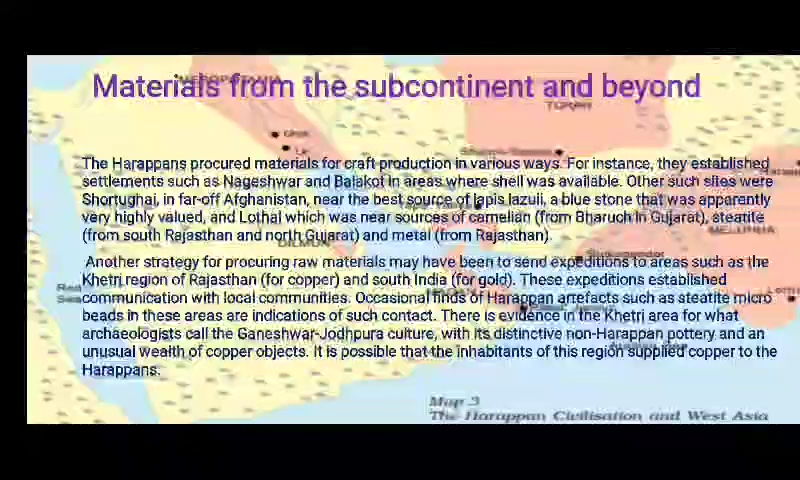 Materials from the subcontinent and beyond
MESOPOTAMIA
TURAN
The Harappans procured materials for craft production in various ways. For instance, they established
settlements such as Nageshwar and Balakot in areas where shell was available. Other such sites were
Shortughai, in far-off Afghanistan, near the best source of lapis lazuli, a blue stone that was apparently
very highly valued, and Lothal which was near sources of carnelian (from Bharuch in Gujarat), steatite
(from south Rajasthan and north Gujarat) and metal (from Rajasthan).
MELUHHA
DILMUN
Another strategy for procuring raw materials may have been to send expeditions to areas such as the
Khetri region of Rajasthan (for copper) and south India (for gold). These expeditions established
communication with local communities. Occasional finds of Harappan artefacts such as steatite micro
beads in these areas are indications of such contact. There is evidence in the Khetri area for what
archaeologists call the Ganeshwar-Jodhpura culture, with its distinctive non-Harappan pottery and an
unusual wealth of copper objects. It is possible that the inhabitants of this region supplied copper to the
Harappans.
Red
Sea
Map 3
The Harappan Civilisation and West Asia